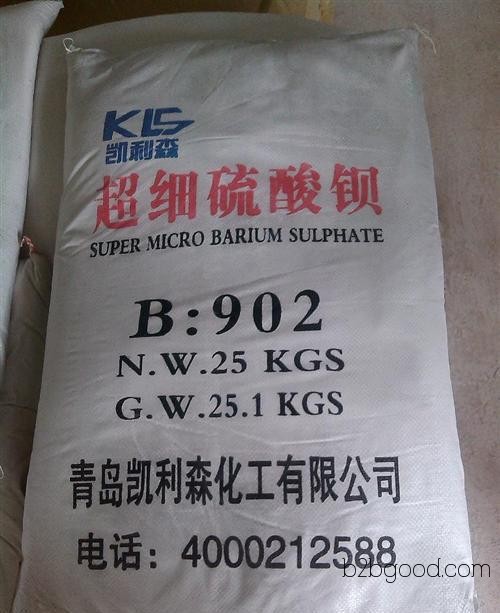 KLS
凯利森
超细硫酸钡
SUPER MICRO BARIUM SULPHATE
B:902
N.W.25 KGS
G.W.25.1 KGS
青岛凯利森化工有限公司
电话：4000212588
b2bgood.com